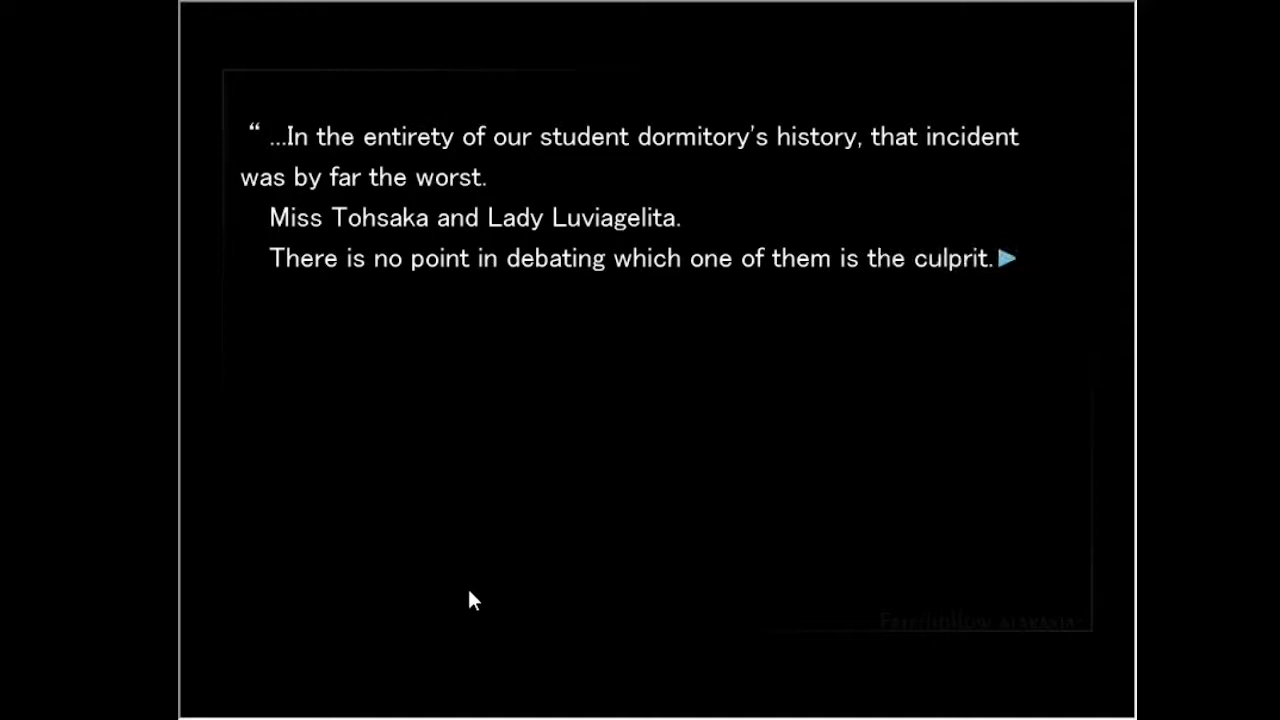 “ ...In the entirety of our student dormitory's history, that incident
was by far the worst.
Miss Tohsaka and Lady Luviagelita.
There is no point in debating which one of them is the culprit.